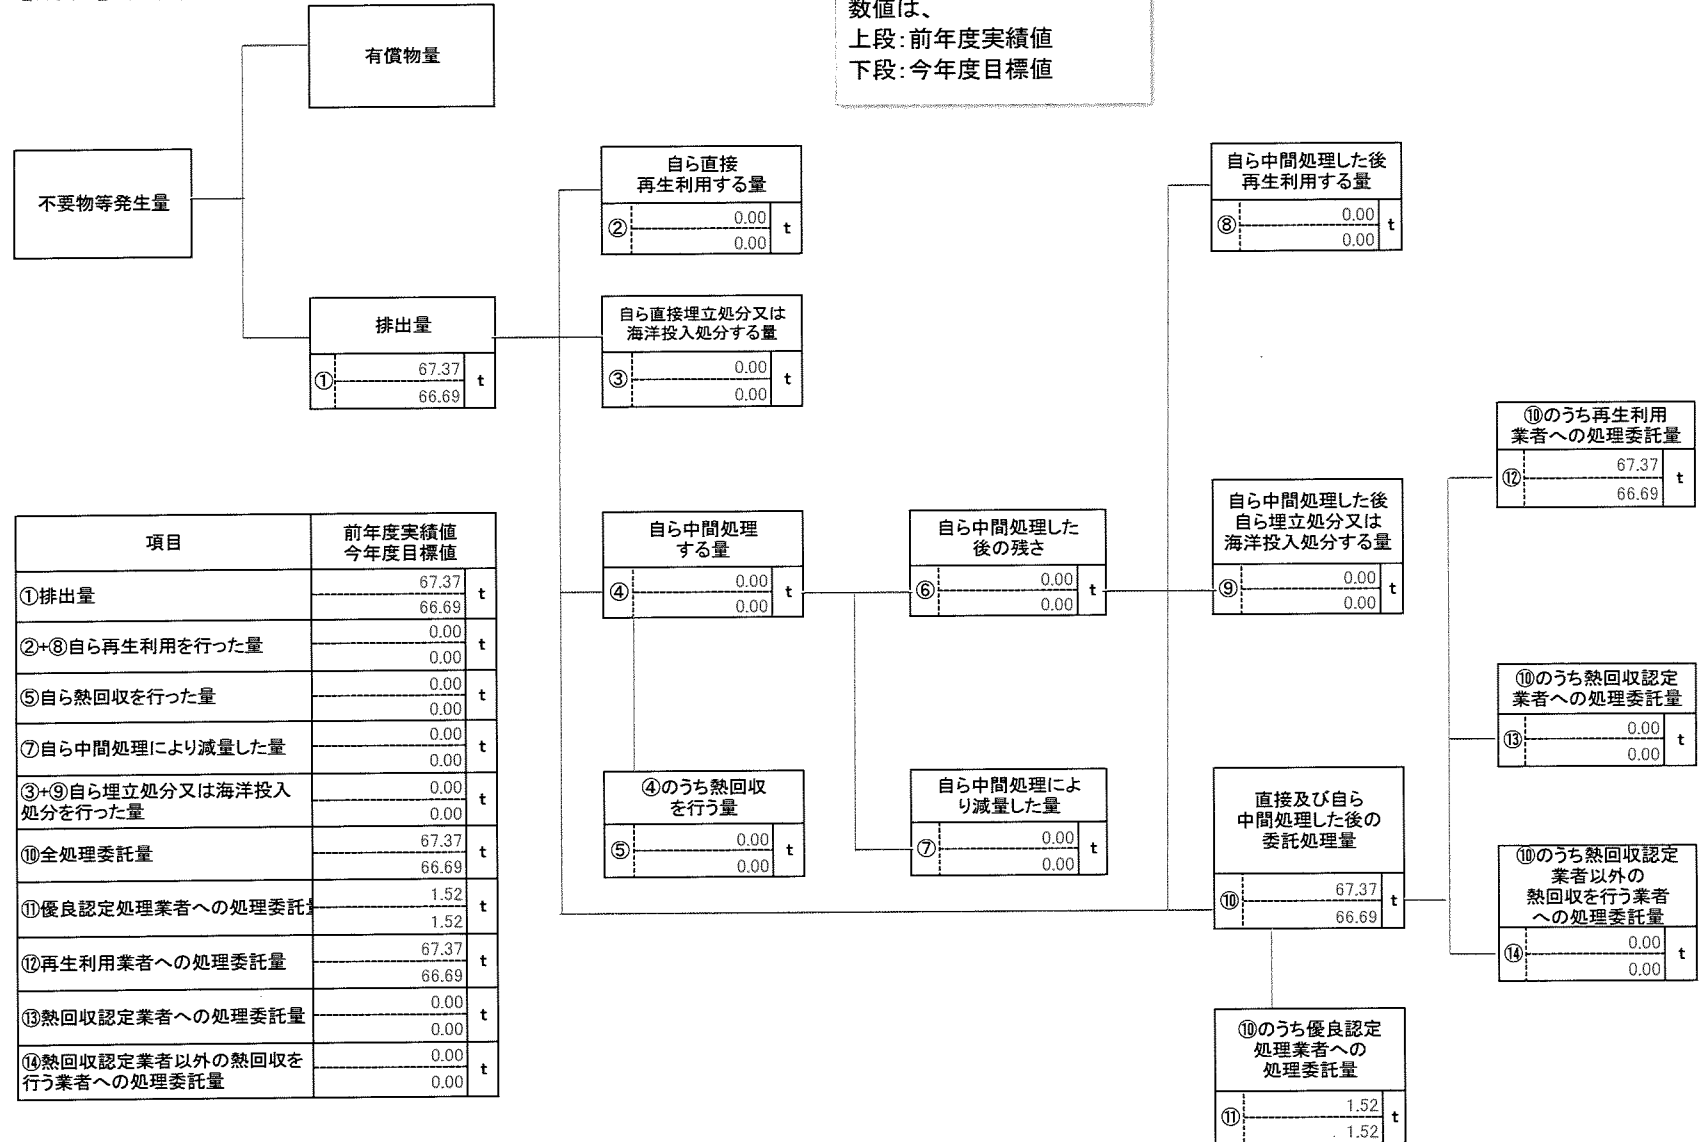 数値は、
上段：前年度実績値
下段：今年度目標値
有償物量
不要物等発生量
排出量
① 67.37 t
66.69
自ら直接
再生利用する量
② 0.00 t
0.00
自ら直接埋立処分又は
海洋投入処分する量
③ 0.00 t
0.00
自ら中間処理
する量
④ 0.00 t
0.00
④のうち熱回収
を行う量
⑤ 0.00 t
0.00
自ら中間処理した
後の残さ
⑥ 0.00 t
0.00
自ら中間処理によ
り減量した量
⑦ 0.00 t
0.00
自ら中間処理した後
再生利用する量
⑧ 0.00 t
0.00
自ら中間処理した後
自ら埋立処分又は
海洋投入処分する量
⑨ 0.00 t
0.00
直接及び自ら
中間処理した後の
委託処理量
⑩ 67.37 t
66.69
⑩のうち優良認定
処理業者への
処理委託量
⑪ 1.52 t
1.52
⑩のうち再生利用
業者への処理委託量
⑫ 67.37 t
66.69
⑩のうち熱回収認定
業者への処理委託量
⑬ 0.00 t
0.00
⑩のうち熱回収認定
業者以外の
熱回収を行う業者
への処理委託量
⑭ 0.00 t
0.00
項目
前年度実績値
今年度目標値
①排出量 67.37 t
66.69
②+⑧自ら再生利用を行った量 0.00 t
0.00
⑤自ら熱回収を行った量 0.00 t
0.00
⑦自ら中間処理により減量した量 0.00 t
0.00
③+⑨自ら埋立処分又は海洋投入
処分を行った量 0.00 t
0.00
⑩全処理委託量 67.37 t
66.69
⑪優良認定処理業者への処理委託 1.52 t
1.52
⑫再生利用業者への処理委託量 67.37 t
66.69
⑬熱回収認定業者への処理委託量 0.00 t
0.00
⑭熱回収認定業者以外の熱回収を
行う業者への処理委託量 0.00 t
0.00